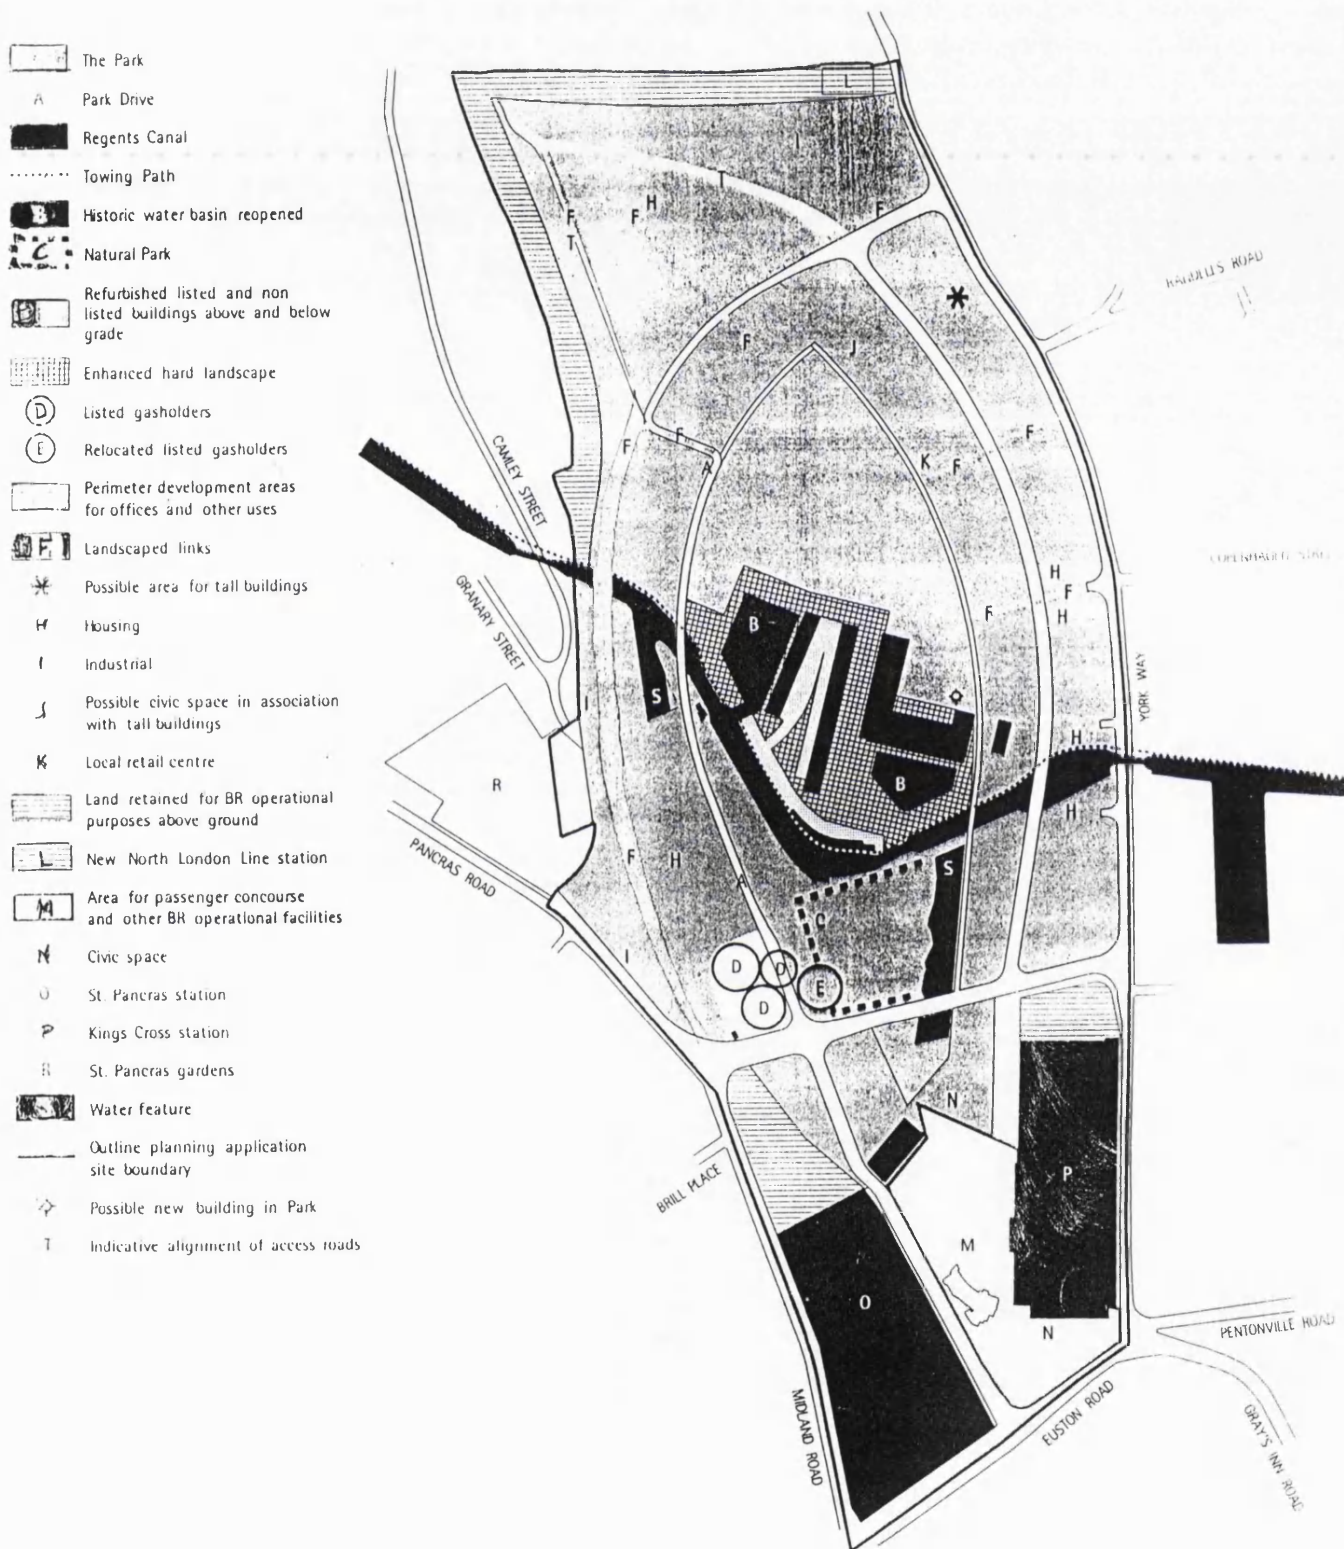 The Park
A Park Drive
Regents Canal
Towing Path
B Historic water basin reopened
C Natural Park
Refurbished listed and non
listed buildings above and below
grade
Enhanced hard landscape
D Listed gasholders
E Relocated listed gasholders
Perimeter development areas
for offices and other uses
F Landscaped links
Possible area for tall buildings
H Housing
I Industrial
J Possible civic space in association
with tall buildings
K Local retail centre
Land retained for BR operational
purposes above ground
L New North London Line station
M Area for passenger concourse
and other BR operational facilities
N Civic space
O St. Pancras station
P Kings Cross station
R St. Pancras gardens
Water feature
Outline planning application
site boundary
Possible new building in Park
T Indicative alignment of access roads
L
I
T
H
F
F
F
T
RANDELLS ROAD
F
J
F
F
F
A
K
F
CAMLEY STREET
COPENHAGEN
H
F
H
F
GRANARY STREET
B
S
I
YORK WAY
H
R
B
H
PANCRAS ROAD
F
H
A
S
C
I
D
D
E
D
N
BRILL PLACE
P
M
O
N
PENTONVILLE ROAD
MIDLAND ROAD
EUSTON ROAD
GRAY'S INN ROAD